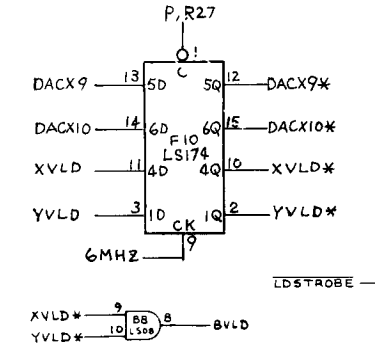 P, R27
1
C
DACX9 13 5D 5Q 12 DACX9*
DACX10 14 6D 6Q 15 DACX10*
F10
LS174
XVLD 11 4D 4Q 10 XVLD*
YVLD 3 1D 1Q 2 YVLD*
CK
6MHZ 9
LDSTROBE
XVLD* 9
B8 8 BVLD
LS08
YVLD* 10